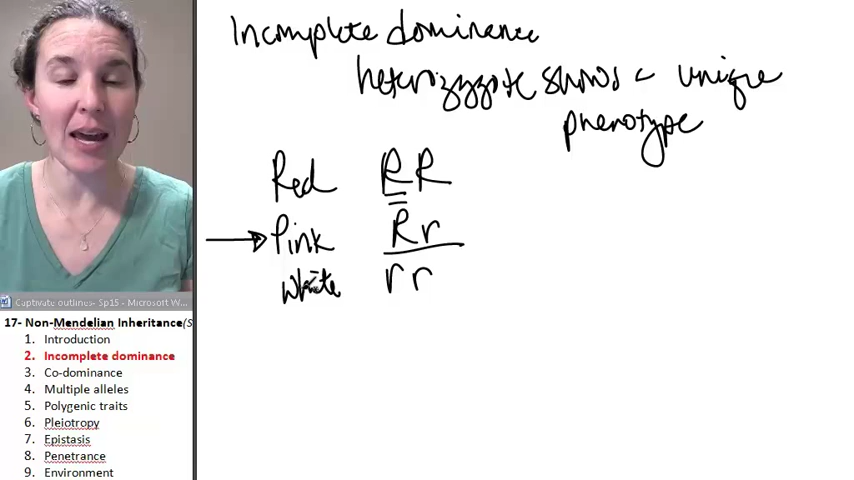 Incomplete dominance
heterozygote shows a unique
phenotype
Red RR
Pink Rr
white rr
Captivate outlines- Sp15 - Microsoft W...
17- Non-Mendelian Inheritance(S
1. Introduction
2. Incomplete dominance
3. Co-dominance
4. Multiple alleles
5. Polygenic traits
6. Pleiotropy
7. Epistasis
8. Penetrance
9. Environment